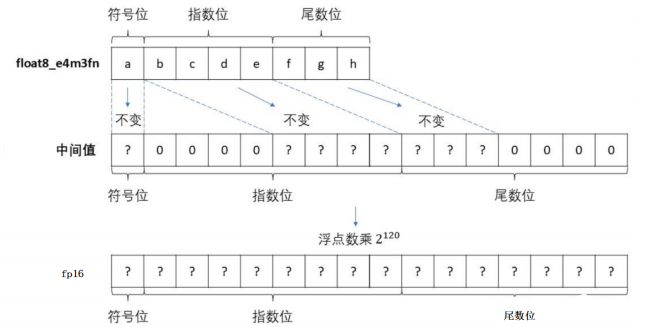 符号位 指数位 尾数位
float8_e4m3fn a b c d e f g h
不变 不变 不变
中间值 ? 0 0 0 0 ? ? ? ? ? ? ? 0 0 0 0
符号位 指数位 尾数位
浮点数乘 2^120
fp16 ? ? ? ? ? ? ? ? ? ? ? ? ? ? ? ?
符号位 指数位 尾数位